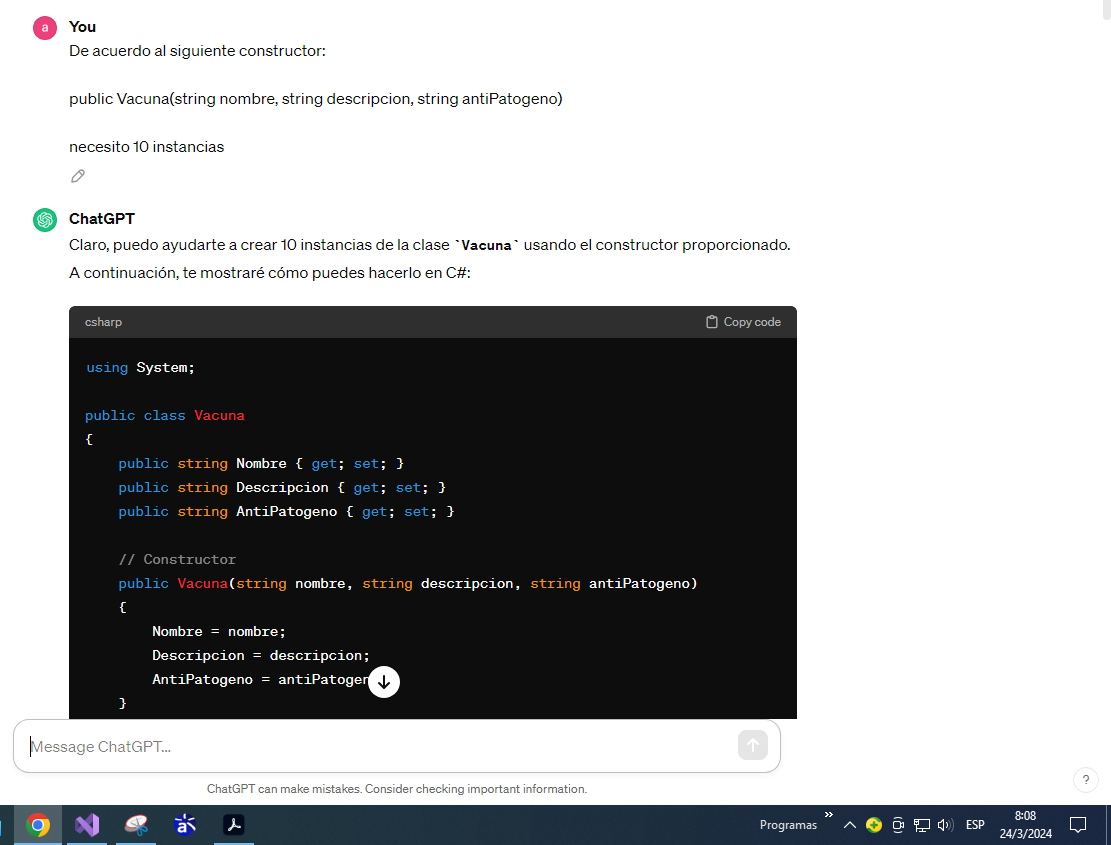 a
You
De acuerdo al siguiente constructor:
public Vacuna(string nombre, string descripcion, string antiPatogeno)
necesito 10 instancias
ChatGPT
Claro, puedo ayudarte a crear 10 instancias de la clase `Vacuna` usando el constructor proporcionado.
A continuación, te mostraré cómo puedes hacerlo en C#:
csharp
Copy code
using System;
public class Vacuna
{
public string Nombre { get; set; }
public string Descripcion { get; set; }
public string AntiPatogeno { get; set; }
// Constructor
public Vacuna(string nombre, string descripcion, string antiPatogeno)
{
Nombre = nombre;
Descripcion = descripcion;
AntiPatogeno = antiPatogen
}
Message ChatGPT...
ChatGPT can make mistakes. Consider checking important information.
?
Programas
ESP
8:08
24/3/2024